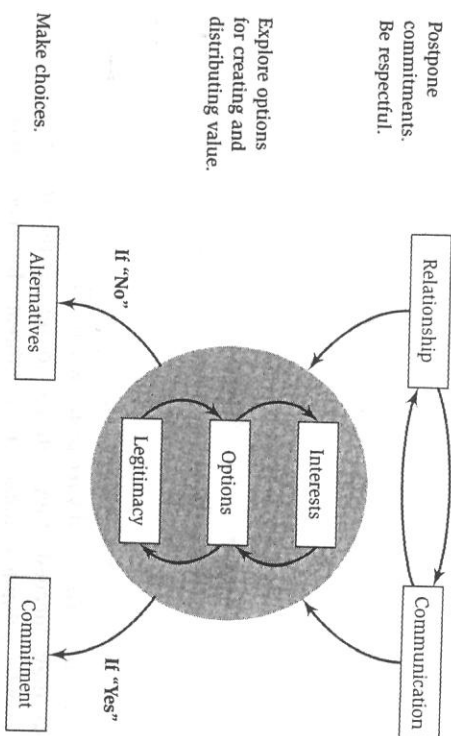 Postpone
commitments.
Be respectful.
Relationship
Communication
Explore options
for creating and
distributing value.
Interests
Options
Legitimacy
If “No”
If “Yes”
Make choices.
Alternatives
Commitment